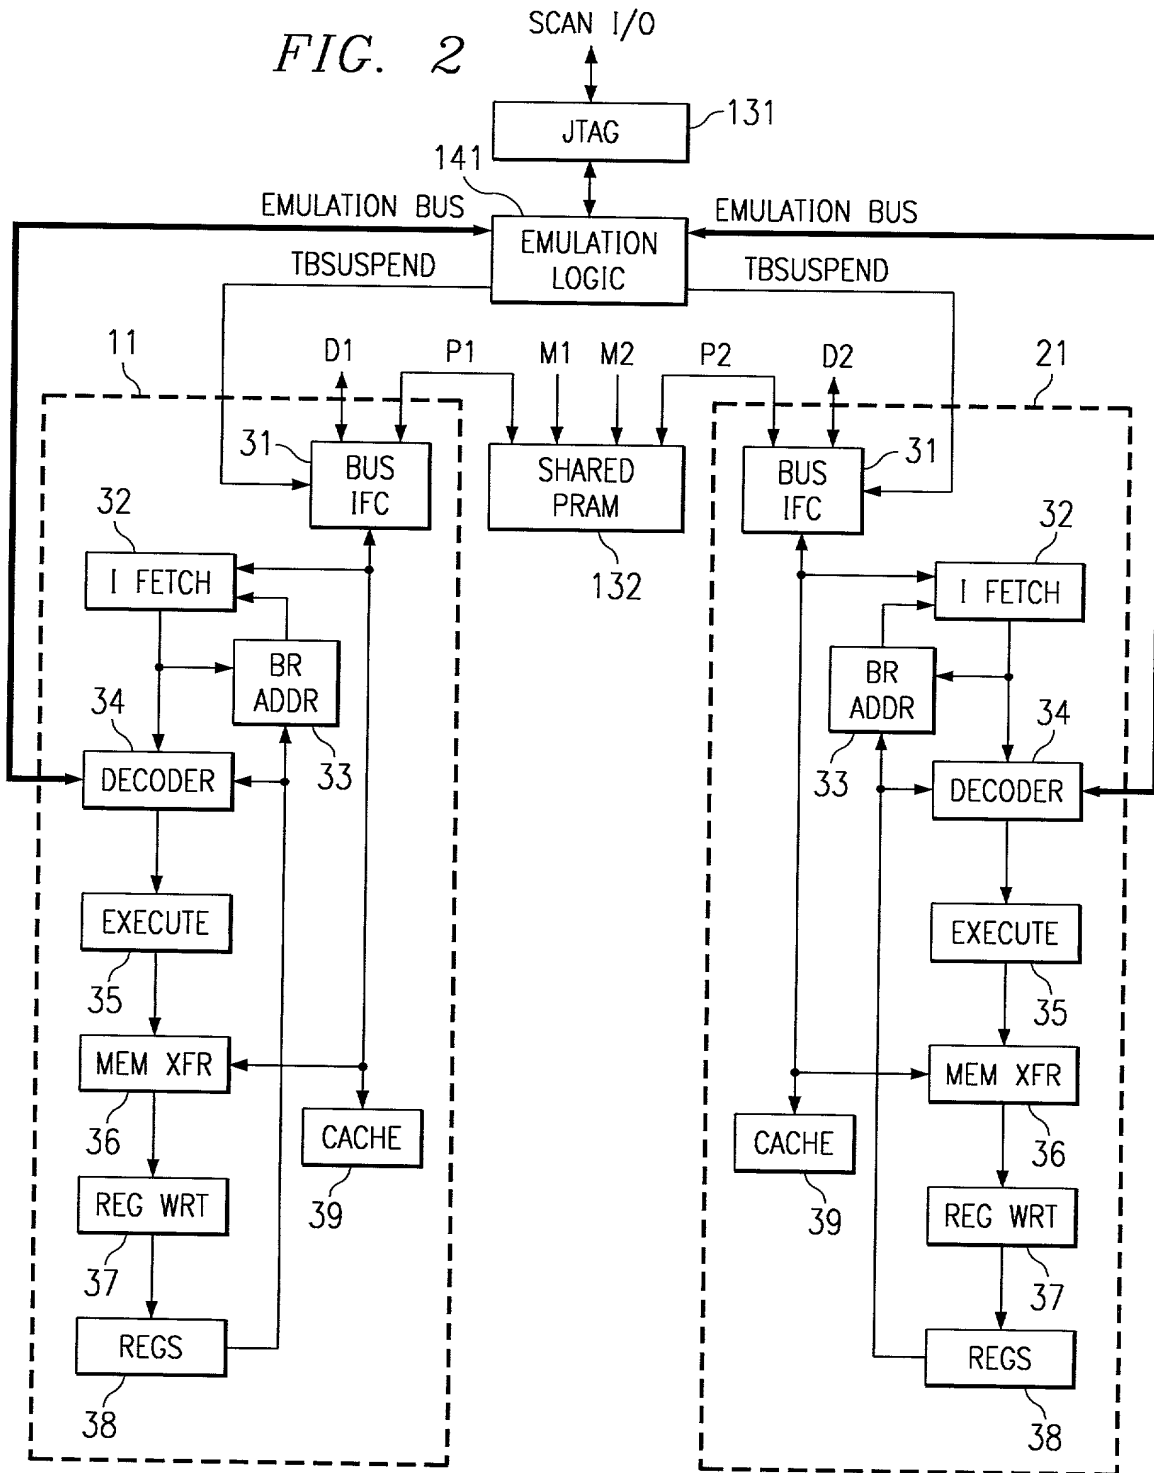 SCAN I/O
FIG. 2
JTAG
131
141
EMULATION BUS
EMULATION BUS
EMULATION
LOGIC
TBSUSPEND
TBSUSPEND
11
D1
P1
M1
M2
P2
D2
21
31
BUS
IFC
SHARED
PRAM
BUS
IFC
31
32
I FETCH
132
32
I FETCH
BR
ADDR
BR
ADDR
34
33
33
34
DECODER
DECODER
EXECUTE
EXECUTE
35
35
MEM XFR
MEM XFR
36
CACHE
CACHE
36
39
39
REG WRT
REG WRT
37
37
REGS
REGS
38
38